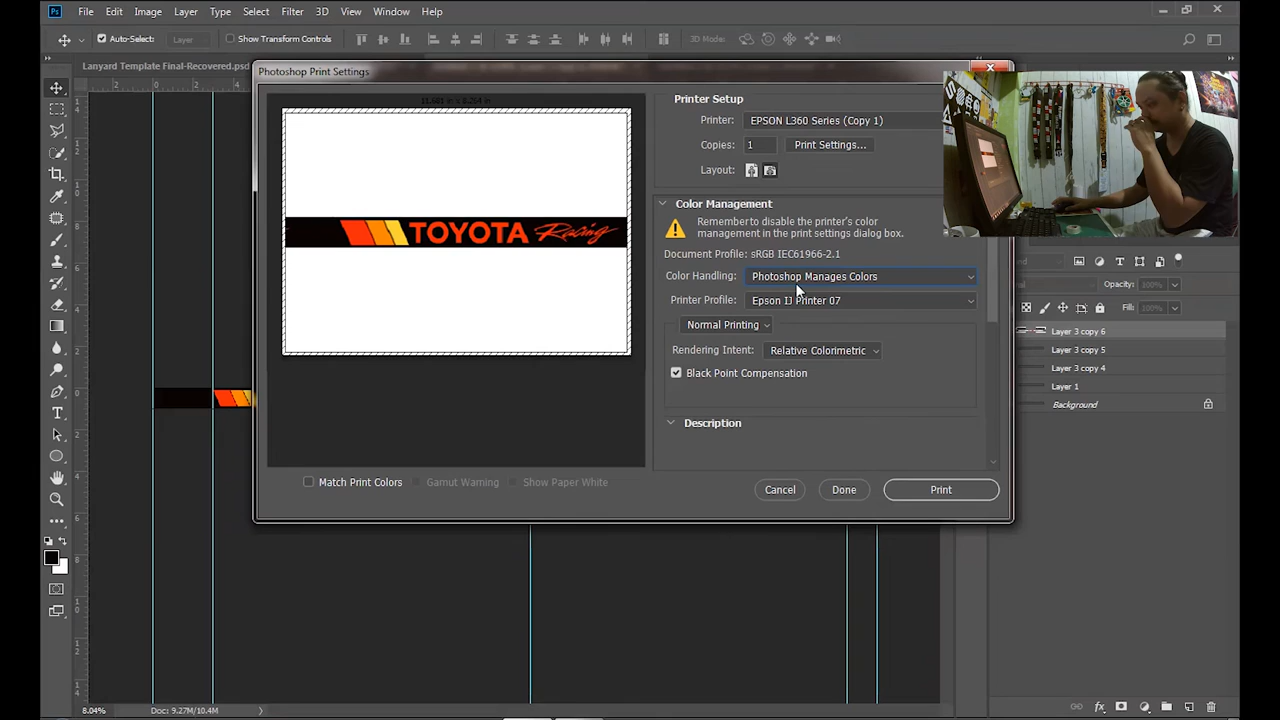 Ps File Edit Image Layer Type Select Filter 3D View Window Help
Auto-Select: Layer Show Transform Controls 3D Mode:
Lanyard Template Final-Recovered.psd
Photoshop Print Settings
Printer Setup
Printer: EPSON L360 Series (Copy 1)
Copies: 1 Print Settings...
Layout:
Color Management
Remember to disable the printer's color
management in the print settings dialog box.
Document Profile: sRGB IEC61966-2.1
Color Handling: Photoshop Manages Colors
Printer Profile: Epson IJ Printer 07
Normal Printing
Rendering Intent: Relative Colorimetric
Black Point Compensation
Description
TOYOTA Racing
Match Print Colors Gamut Warning Show Paper White
Cancel Done Print
Opacity: 100%
Fill: 100%
Layer 3 copy 6
Layer 3 copy 5
Layer 3 copy 4
Layer 1
Background
8.04% Doc: 9.27M/10.4M